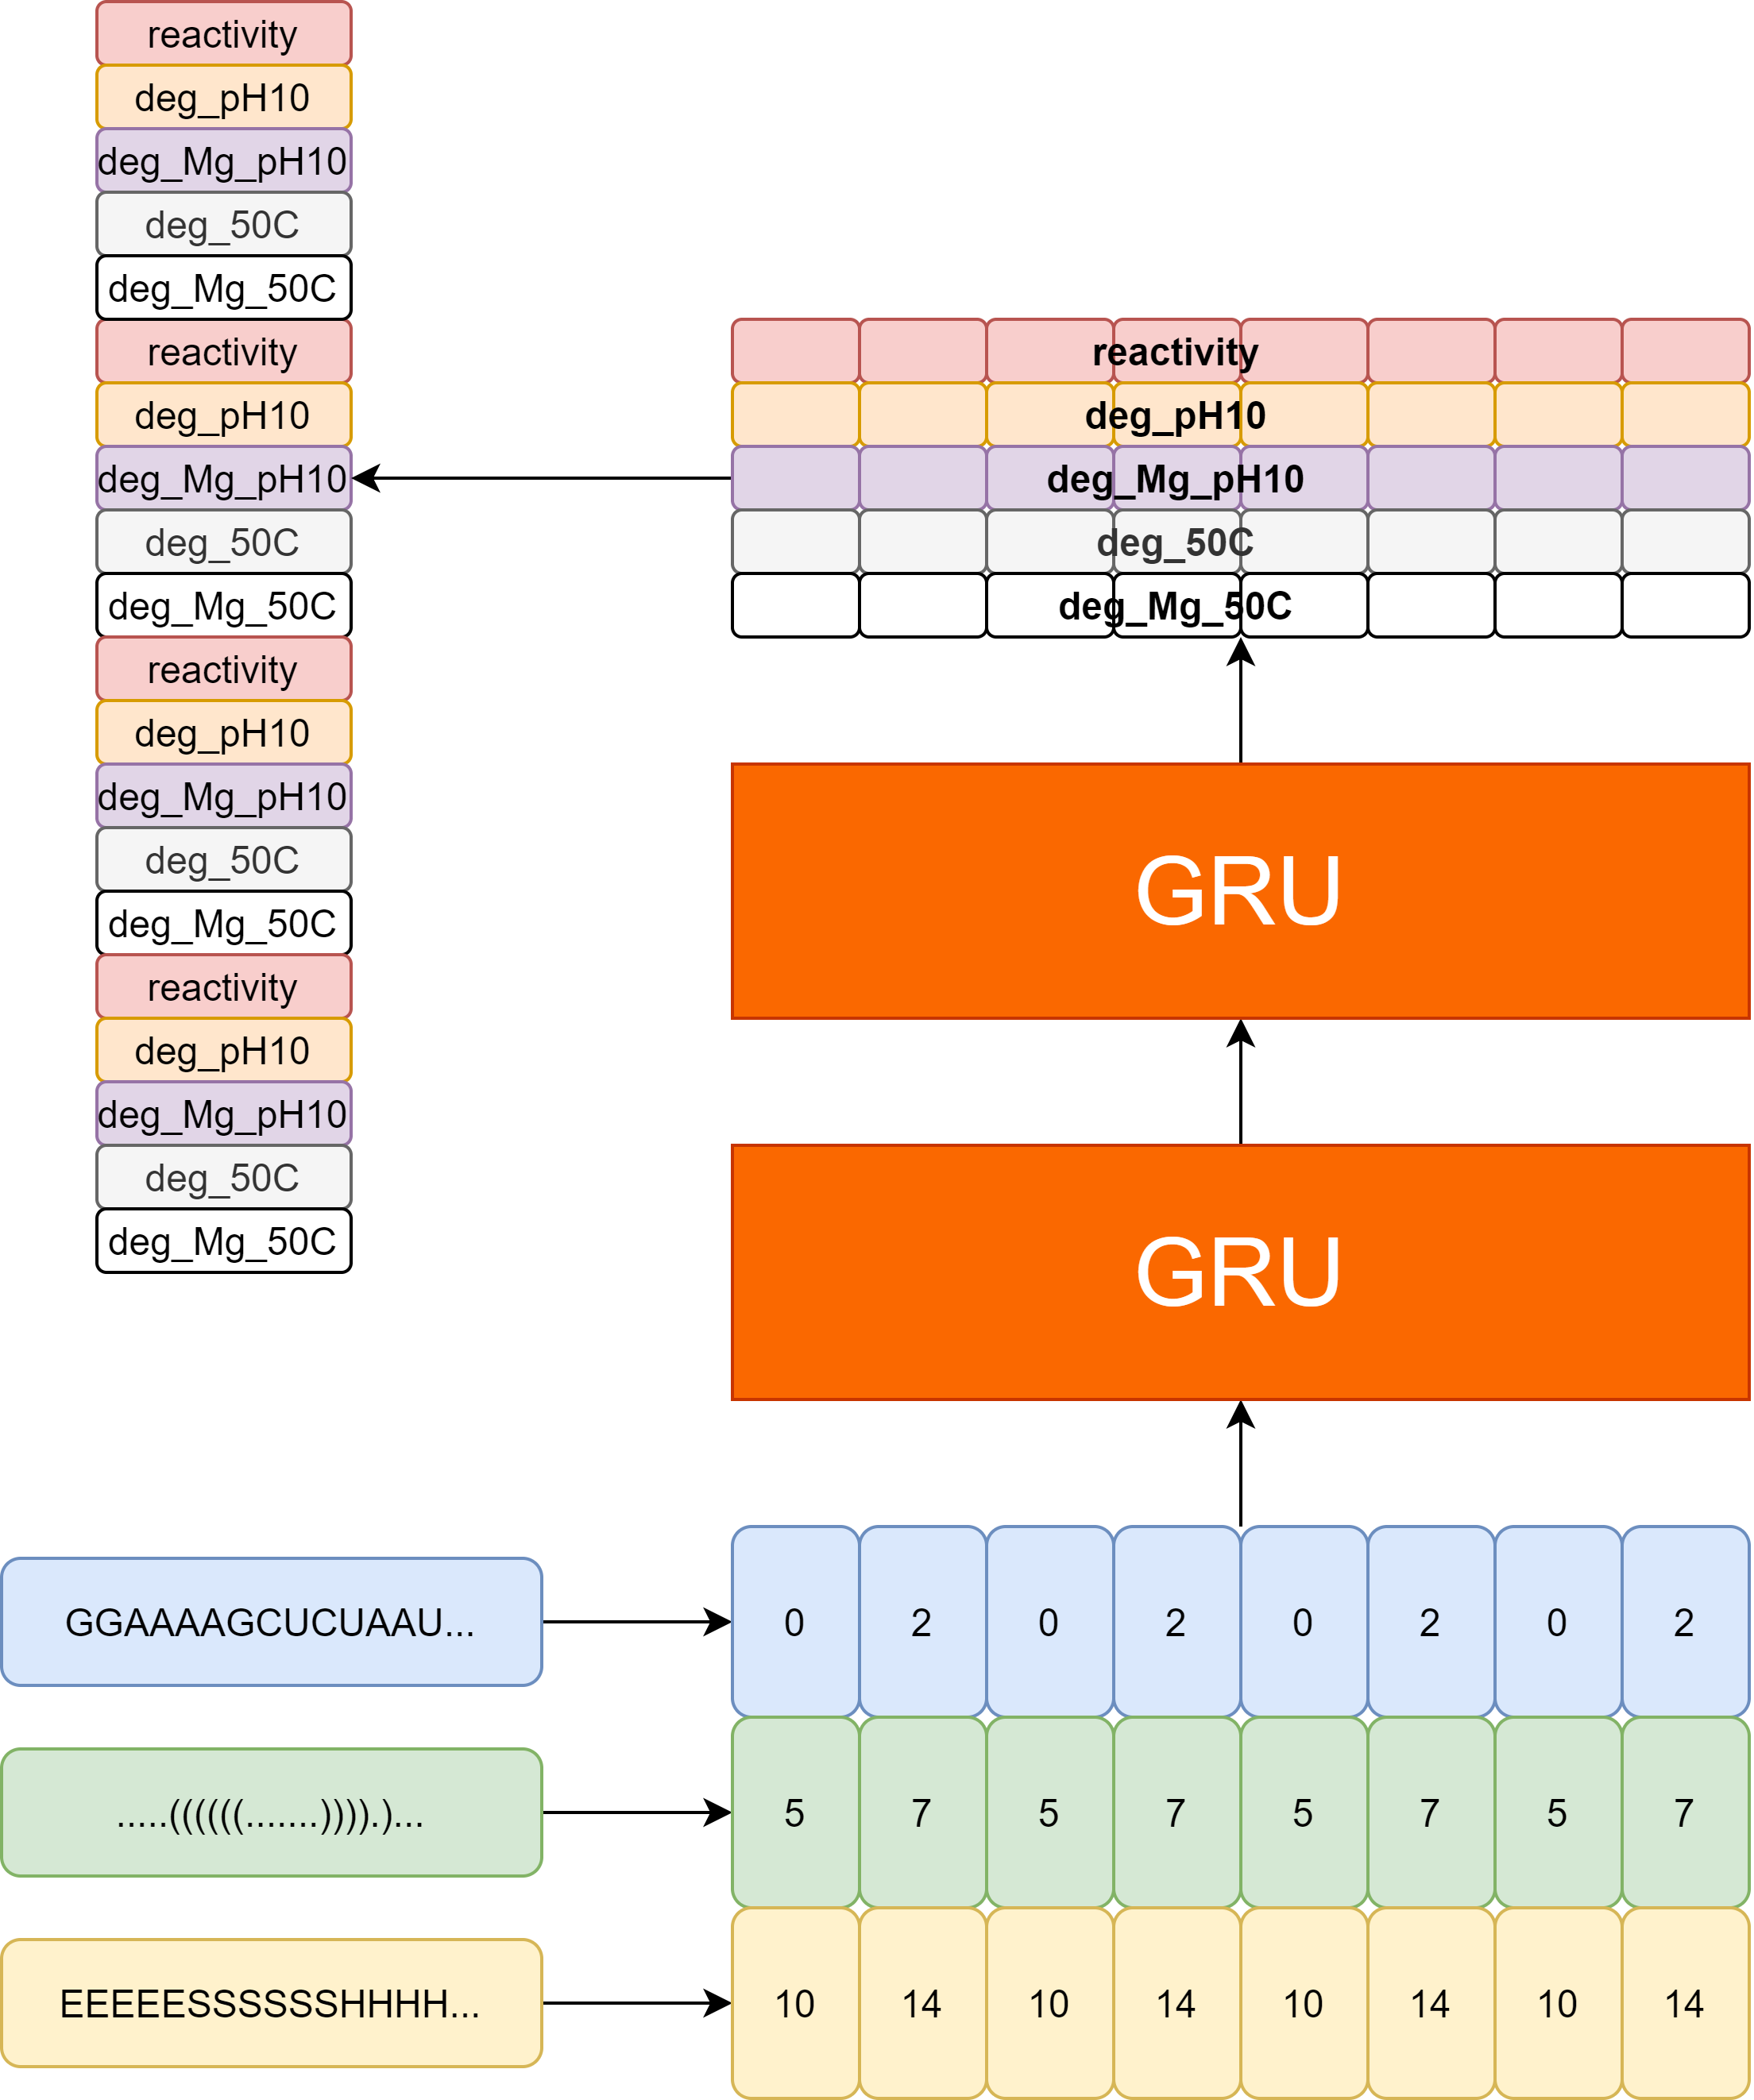 reactivity
deg_pH10
deg_Mg_pH10
deg_50C
deg_Mg_50C
reactivity
deg_pH10
deg_Mg_pH10
deg_50C
deg_Mg_50C
reactivity
deg_pH10
deg_Mg_pH10
deg_50C
deg_Mg_50C
reactivity
deg_pH10
deg_Mg_pH10
deg_50C
deg_Mg_50C
reactivity
deg_pH10
deg_Mg_pH10
deg_50C
deg_Mg_50C
GRU
GRU
GGAAAAGCUCUAAU...
0 2 0 2 0 2 0 2
.....((((((.......)))).)...
5 7 5 7 5 7 5 7
EEEEESSSSSSHHHH...
10 14 10 14 10 14 10 14